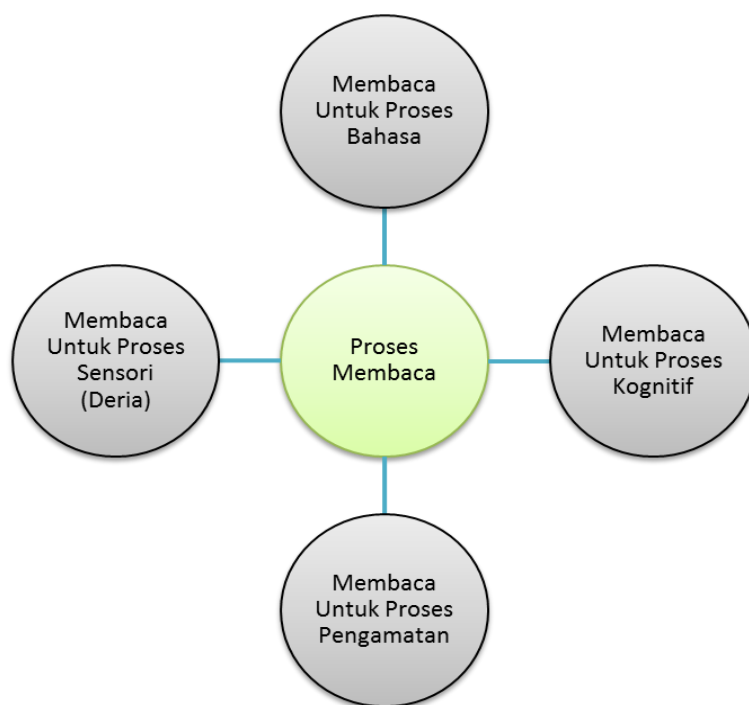 Membaca
Untuk Proses
Bahasa
Membaca
Untuk Proses
Sensori
(Deria)
Proses
Membaca
Membaca
Untuk Proses
Kognitif
Membaca
Untuk Proses
Pengamatan